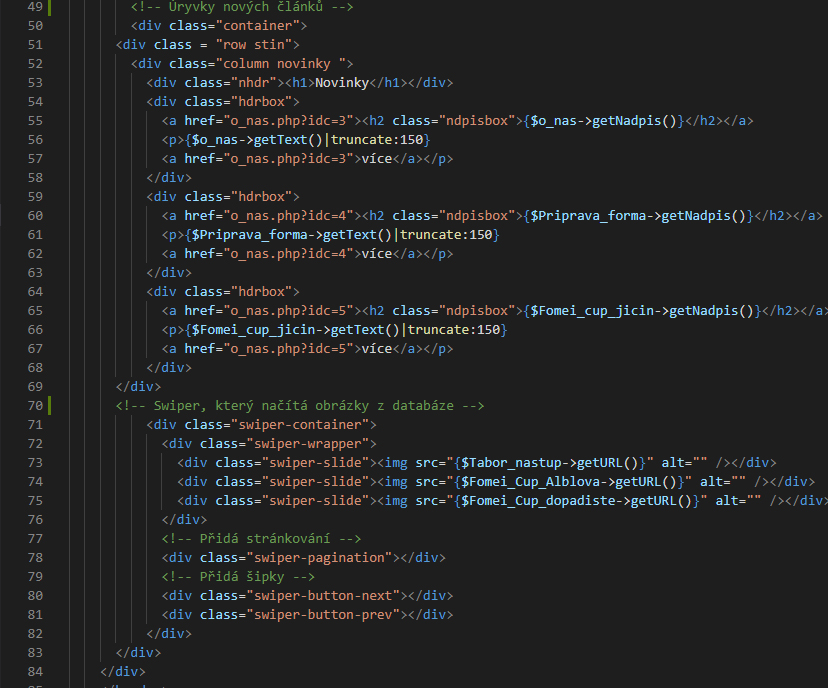 49 <!-- Úryvky nových článků -->
50 <div class="container">
51 <div class = "row stin">
52 <div class="column novinky ">
53 <div class="nhdr"><h1>Novinky</h1></div>
54 <div class="hdrbox">
55 <a href="o_nas.php?idc=3"><h2 class="ndpisbox">{$o_nas->getNadpis()}</h2></a>
56 <p>{$o_nas->getText()|truncate:150}
57 <a href="o_nas.php?idc=3">více</a></p>
58 </div>
59 <div class="hdrbox">
60 <a href="o_nas.php?idc=4"><h2 class="ndpisbox">{$Priprava_forma->getNadpis()}</h2></a>
61 <p>{$Priprava_forma->getText()|truncate:150}
62 <a href="o_nas.php?idc=4">více</a></p>
63 </div>
64 <div class="hdrbox">
65 <a href="o_nas.php?idc=5"><h2 class="ndpisbox">{$Fomei_cup_jicin->getNadpis()}</h2></a>
66 <p>{$Fomei_cup_jicin->getText()|truncate:150}
67 <a href="o_nas.php?idc=5">více</a></p>
68 </div>
69 </div>
70 <!-- Swiper, který načítá obrázky z databáze -->
71 <div class="swiper-container">
72 <div class="swiper-wrapper">
73 <div class="swiper-slide"><img src="{$Tabor_nastup->getURL()}" alt="" /></div>
74 <div class="swiper-slide"><img src="{$Fomei_Cup_Alblova->getURL()}" alt="" /></div>
75 <div class="swiper-slide"><img src="{$Fomei_Cup_dopadiste->getURL()}" alt="" /></div>
76 </div>
77 <!-- Přidá stránkování -->
78 <div class="swiper-pagination"></div>
79 <!-- Přidá šipky -->
80 <div class="swiper-button-next"></div>
81 <div class="swiper-button-prev"></div>
82 </div>
83 </div>
84 </div>